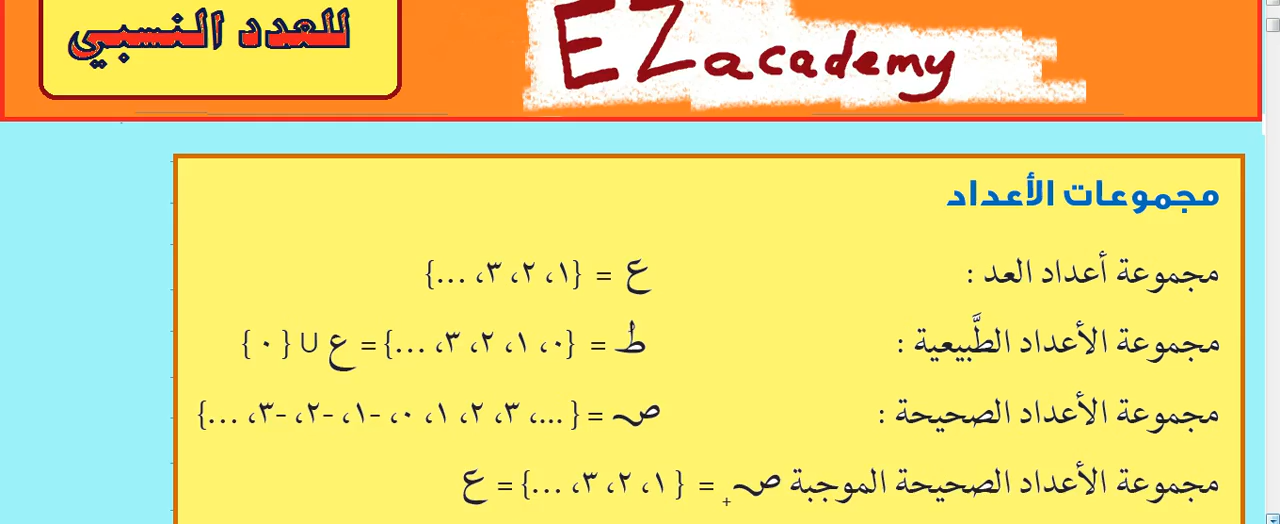 للعدد النسبي
EZ academy
مجموعات الأعداد
مجموعة أعداد العد : ع = {١، ٢، ٣، ...}
مجموعة الأعداد الطَّبيعية : ط = {٠، ١، ٢، ٣، ...} = ع ∪ { ٠ }
مجموعة الأعداد الصحيحة : صـ = { ...، ٣، ٢، ١، ٠، -١، -٢، -٣، ...}
مجموعة الأعداد الصحيحة الموجبة صـ+ = { ١، ٢، ٣، ...} = ع